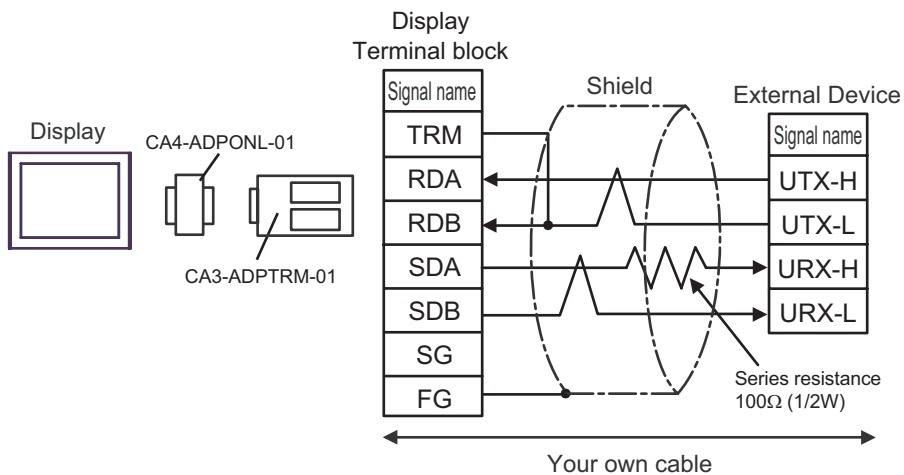 Display
Terminal block
Signal name
TRM
RDA
RDB
SDA
SDB
SG
FG
Shield
External Device
Signal name
UTX-H
UTX-L
URX-H
URX-L
Display
CA4-ADPONL-01
CA3-ADPTRM-01
Series resistance
100Ω (1/2W)
Your own cable